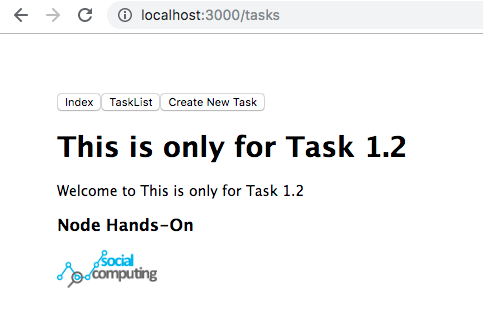 localhost:3000/tasks
Index TaskList Create New Task
This is only for Task 1.2
Welcome to This is only for Task 1.2
Node Hands-On
social
computing